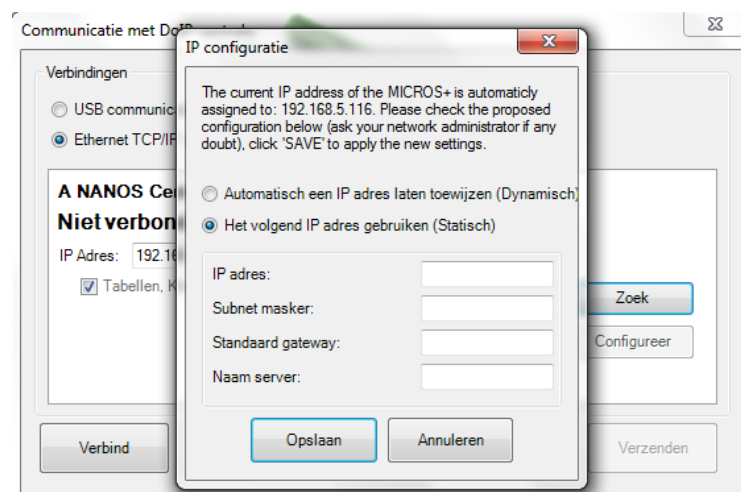 Communicatie met Do
IP configuratie
Verbindingen
USB communic
Ethernet TCP/IP
The current IP address of the MICROS+ is automaticly
assigned to: 192.168.5.116. Please check the proposed
configuration below (ask your network administrator if any
doubt), click 'SAVE' to apply the new settings.
A NANOS Ce
Niet verbon
IP Adres: 192.16
Tabellen, K
Automatisch een IP adres laten toewijzen (Dynamisch)
Het volgend IP adres gebruiken (Statisch)
IP adres:
Subnet masker:
Standaard gateway:
Naam server:
Zoek
Configureer
Opslaan
Annuleren
Verbind
Verzenden